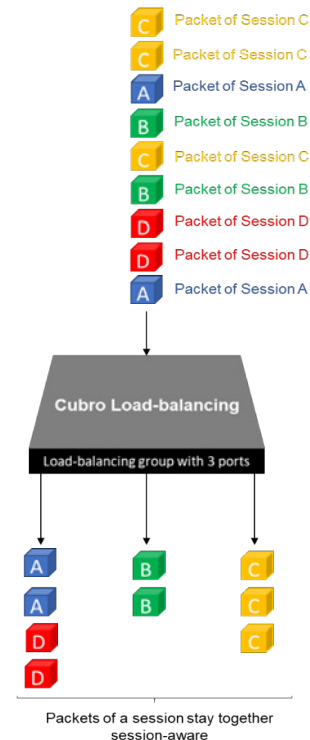 C Packet of Session C
C Packet of Session C
A Packet of Session A
B Packet of Session B
C Packet of Session C
B Packet of Session B
D Packet of Session D
D Packet of Session D
A Packet of Session A
Cubro Load-balancing
Load-balancing group with 3 ports
A B C
A B C
D C
D
Packets of a session stay together
session-aware